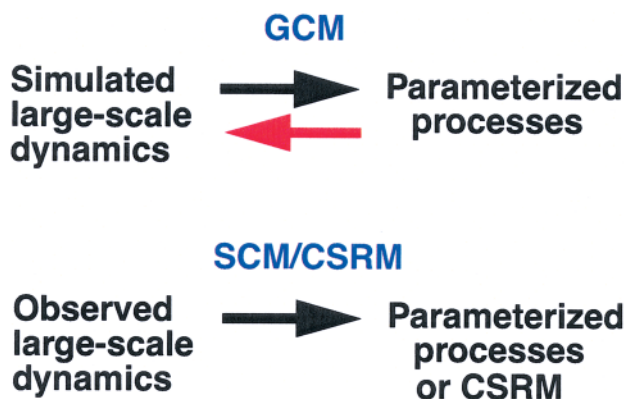 GCM
Simulated
large-scale
dynamics
Parameterized
processes
SCM/CSRM
Observed
large-scale
dynamics
Parameterized
processes
or CSRM